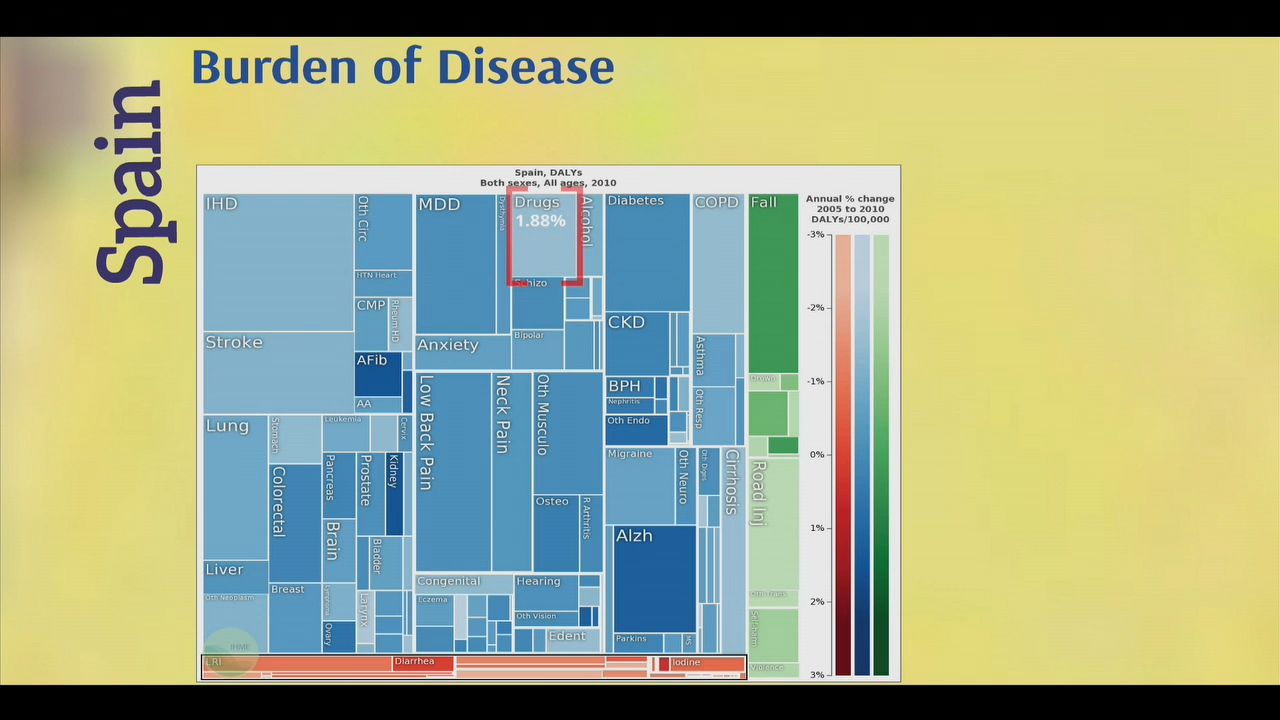 Burden of Disease
Spain
Spain, DALYs
Both sexes, All ages, 2010
IHD
Oth Circ
HTN Heart
CMP
Rheum HD
Stroke
AFib
AA
MDD
Dysthymia
Drugs
1.88%
Alcohol
Schizo
Bipolar
Anxiety
Diabetes
CKD
BPH
Nephritis
Oth Endo
COPD
Asthma
Oth Resp
Fall
Drown
Lung
Stomach
Leukemia
Cervix
Colorectal
Pancreas
Prostate
Kidney
Brain
Bladder
Liver
Oth Neoplasm
Breast
Ovary
Larynx
Low Back Pain
Neck Pain
Oth Musculo
Osteo
R Arthritis
Congenital
Eczema
Hearing
Oth Vision
Edent
Migraine
Oth Neuro
Oth Diges
Cirrhosis
Alzh
Parkins
MS
Road Inj
Oth Trans
Self-harm
Violence
IHME
LRI
Diarrhea
Iodine
Annual % change
2005 to 2010
DALYs/100,000
-3%
-2%
-1%
0%
1%
2%
3%